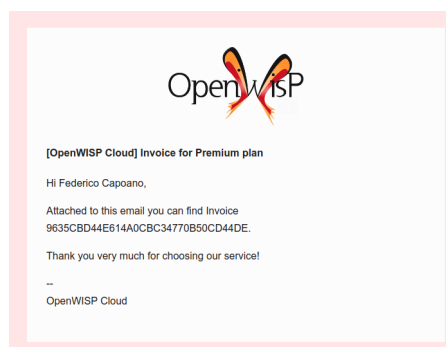 OpenWISP
[OpenWISP Cloud] Invoice for Premium plan
Hi Federico Capoano,
Attached to this email you can find Invoice
9635CBD44E614A0CBC34770B50CD44DE.
Thank you very much for choosing our service!
--
OpenWISP Cloud